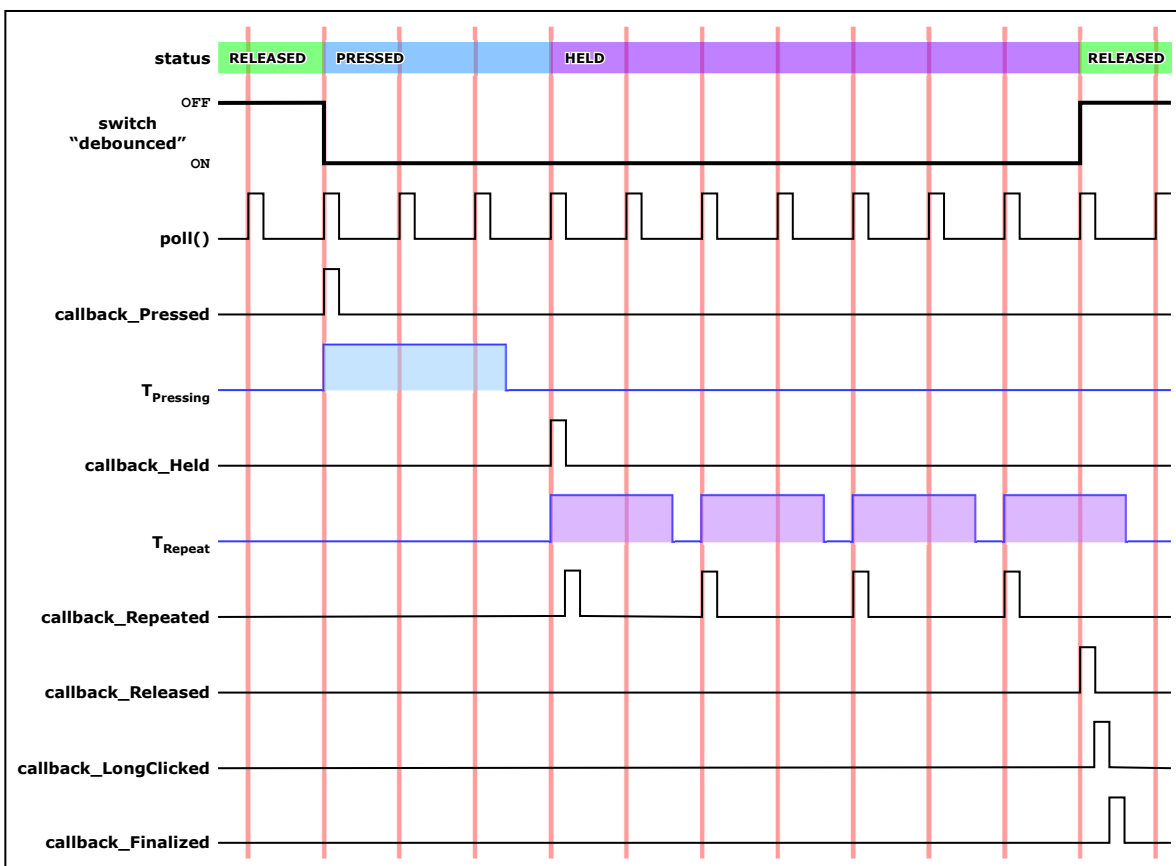 status
RELEASED PRESSED HELD RELEASED
OFF
switch
“debounced”
ON
poll()
callback_Pressed
TPressing
callback_Held
TRepeat
callback_Repeated
callback_Released
callback_LongClicked
callback_Finalized